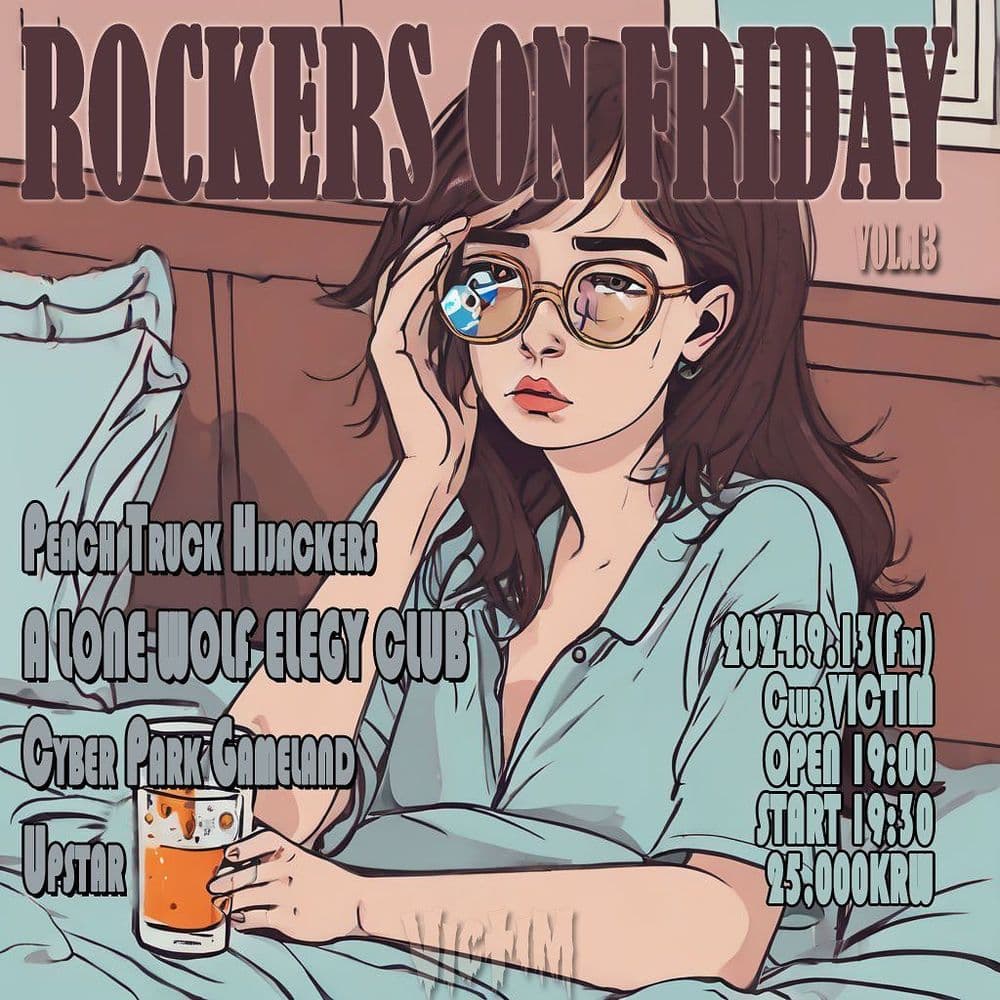 ROCKERS ON FRIDAY
VOL.13
Peach Truck Hijackers
A LONE WOLF ELEGY CLUB
Cyber Park Gameland
Upstar
2024.9.13(Fri)
Club VICTIM
OPEN 19:00
START 19:30
25,000KRW
VICTIM